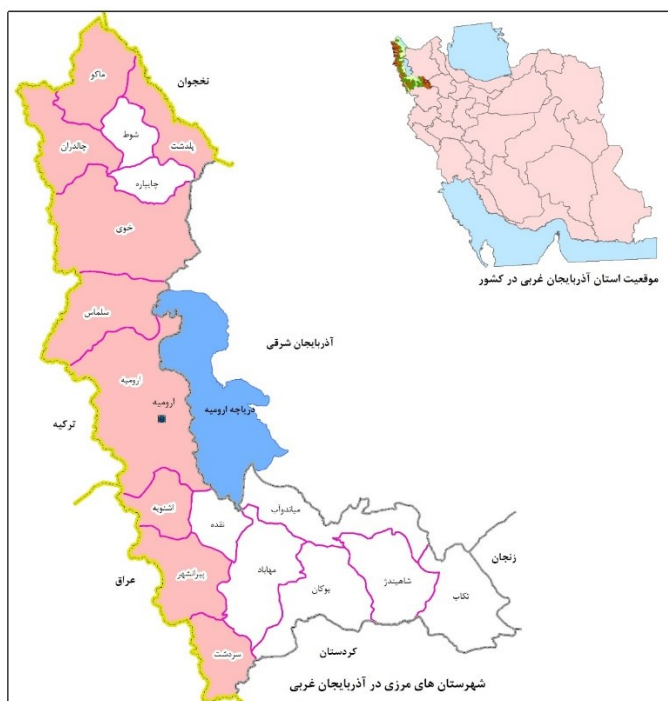 نخجوان
ماکو
شوط
پلدشت
چالدران
چایپاره
خوی
موقعیت استان آذربایجان غربی در کشور
سلماس
آذربایجان شرقی
ارومیه
ارومیه
دریاچه ارومیه
ترکیه
اشنویه
نقده
میاندوآب
زنجان
پیرانشهر
عراق
مهاباد
بوکان
شاهیندژ
تکاب
سردشت
کردستان
شهرستان های مرزی در آذربایجان غربی